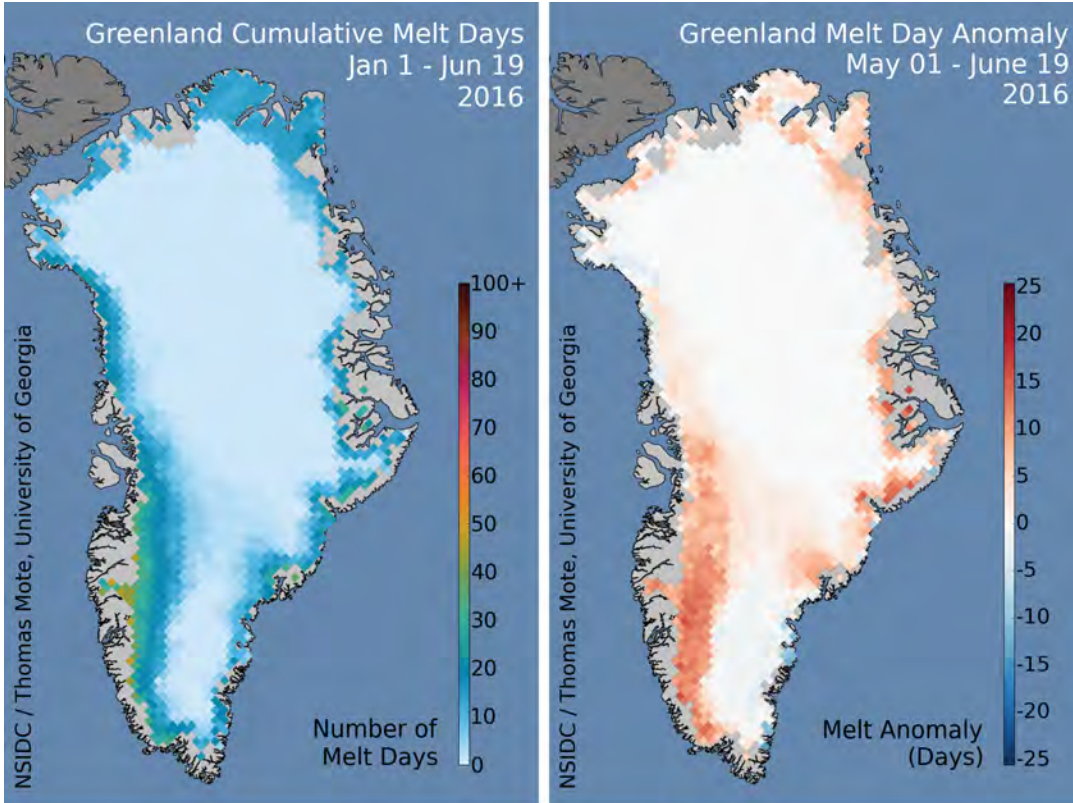 Greenland Cumulative Melt Days
Jan 1 - Jun 19
2016
100+
90
80
70
60
50
40
30
20
10
0
Number of
Melt Days
NSIDC / Thomas Mote, University of Georgia
Greenland Melt Day Anomaly
May 01 - June 19
2016
25
20
15
10
5
0
-5
-10
-15
-20
-25
Melt Anomaly
(Days)
NSIDC / Thomas Mote, University of Georgia